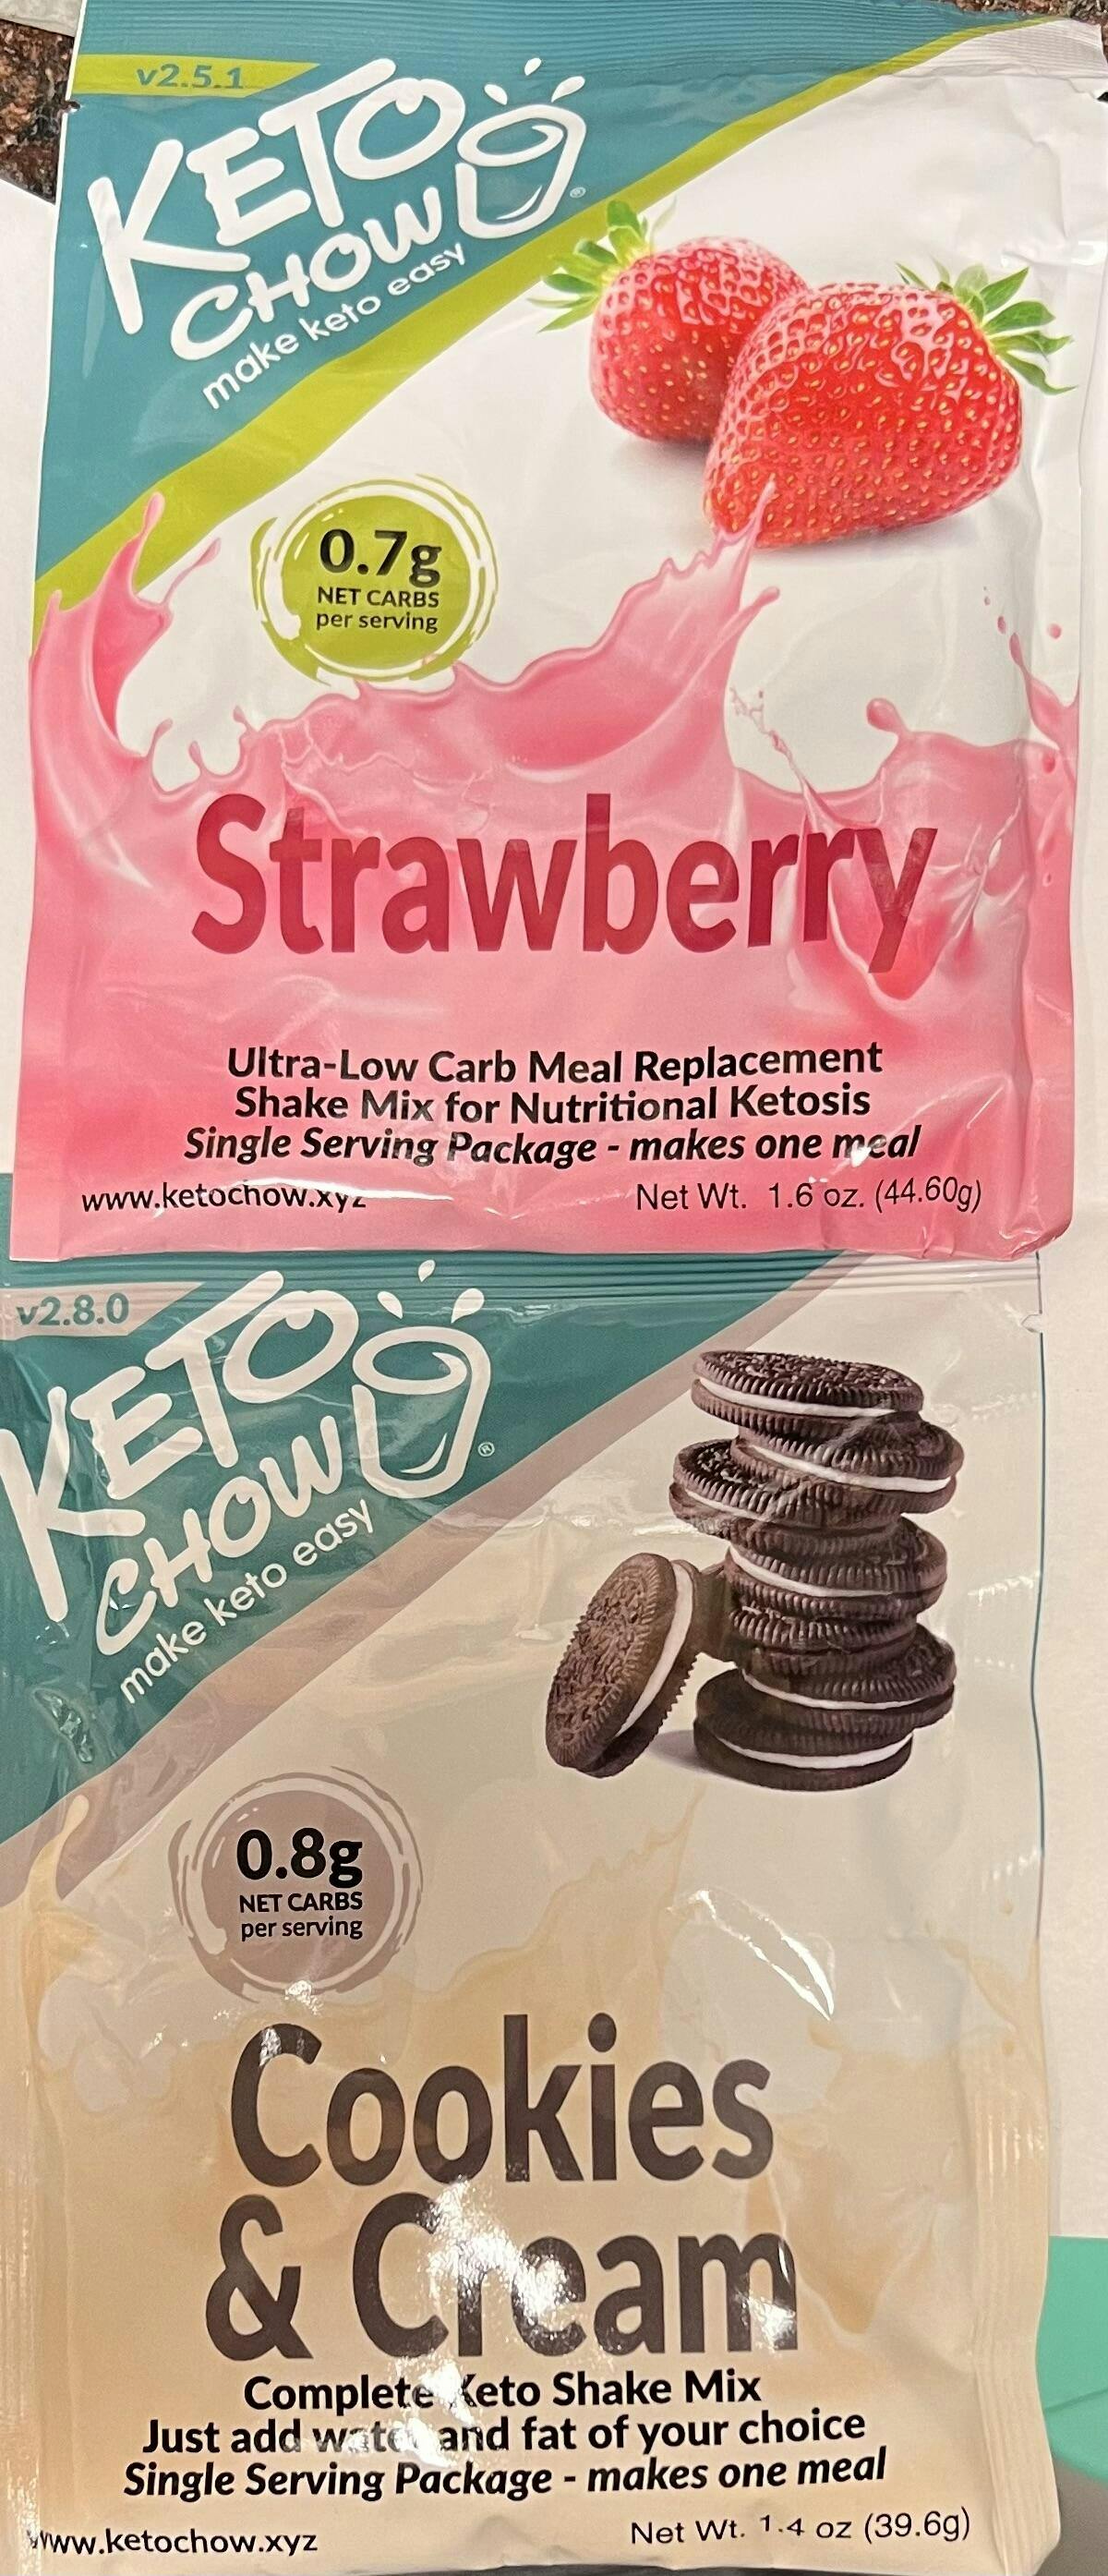 v2.5.1
KETO
CHOW®
make keto easy
0.7g
NET CARBS
per serving
Strawberry
Ultra-Low Carb Meal Replacement
Shake Mix for Nutritional Ketosis
Single Serving Package - makes one meal
www.ketochow.xyz
Net Wt. 1.6 oz. (44.60g)
v2.8.0
KETO
CHOW®
make keto easy
0.8g
NET CARBS
per serving
Cookies
& Cream
Complete Keto Shake Mix
Just add water and fat of your choice
Single Serving Package - makes one meal
www.ketochow.xyz
Net Wt. 1.4 oz (39.6g)